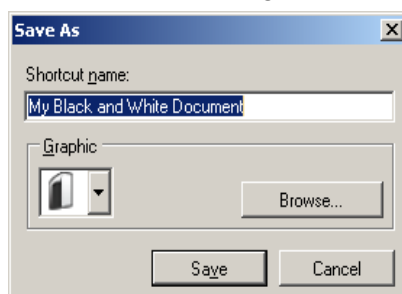 Save As
Shortcut name:
My Black and White Document
Graphic
Browse...
Save Cancel